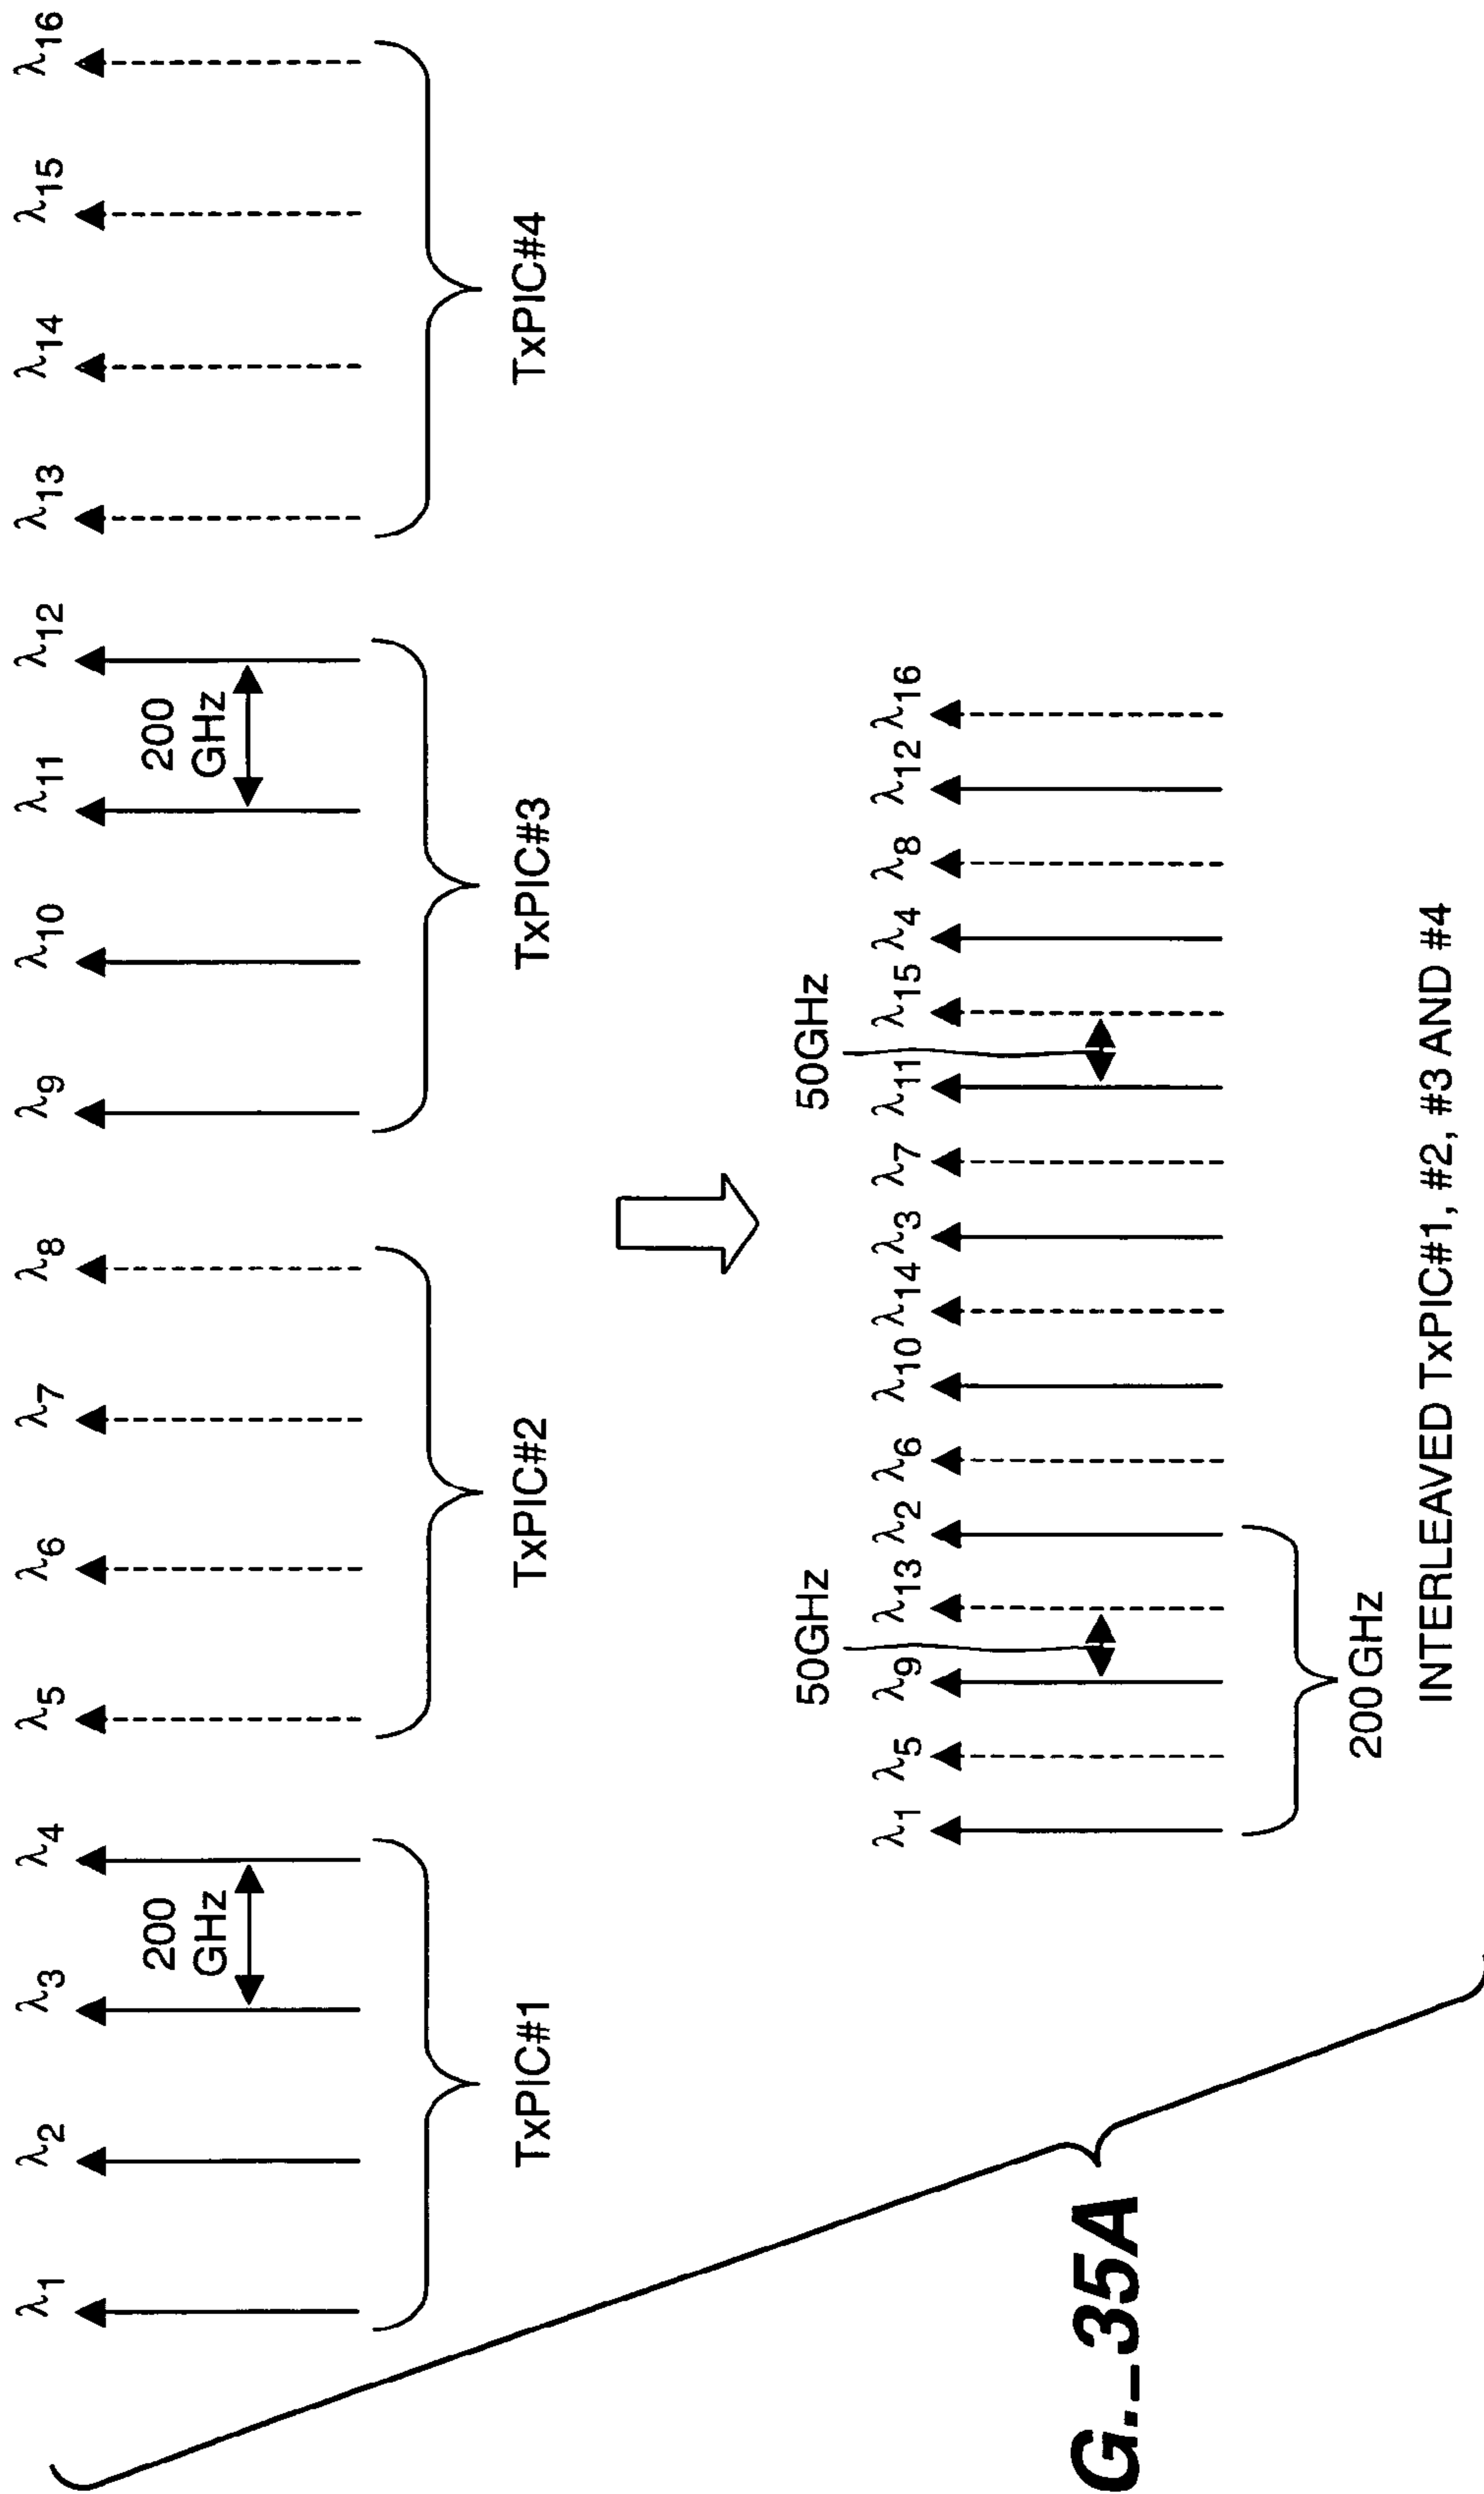 λ1 λ2 λ3 λ4 λ5 λ6 λ7 λ8 λ9 λ10 λ11 λ12 λ13 λ14 λ15 λ16
200
GHz
200
GHz
TxPIC#1 TxPIC#2 TxPIC#3 TxPIC#4
50GHz 50GHz
λ1 λ5 λ9 λ13 λ2 λ6 λ10 λ14 λ3 λ7 λ11 λ15 λ4 λ8 λ12 λ16
200GHz
INTERLEAVED TxPIC#1, #2, #3 AND #4
G._35A